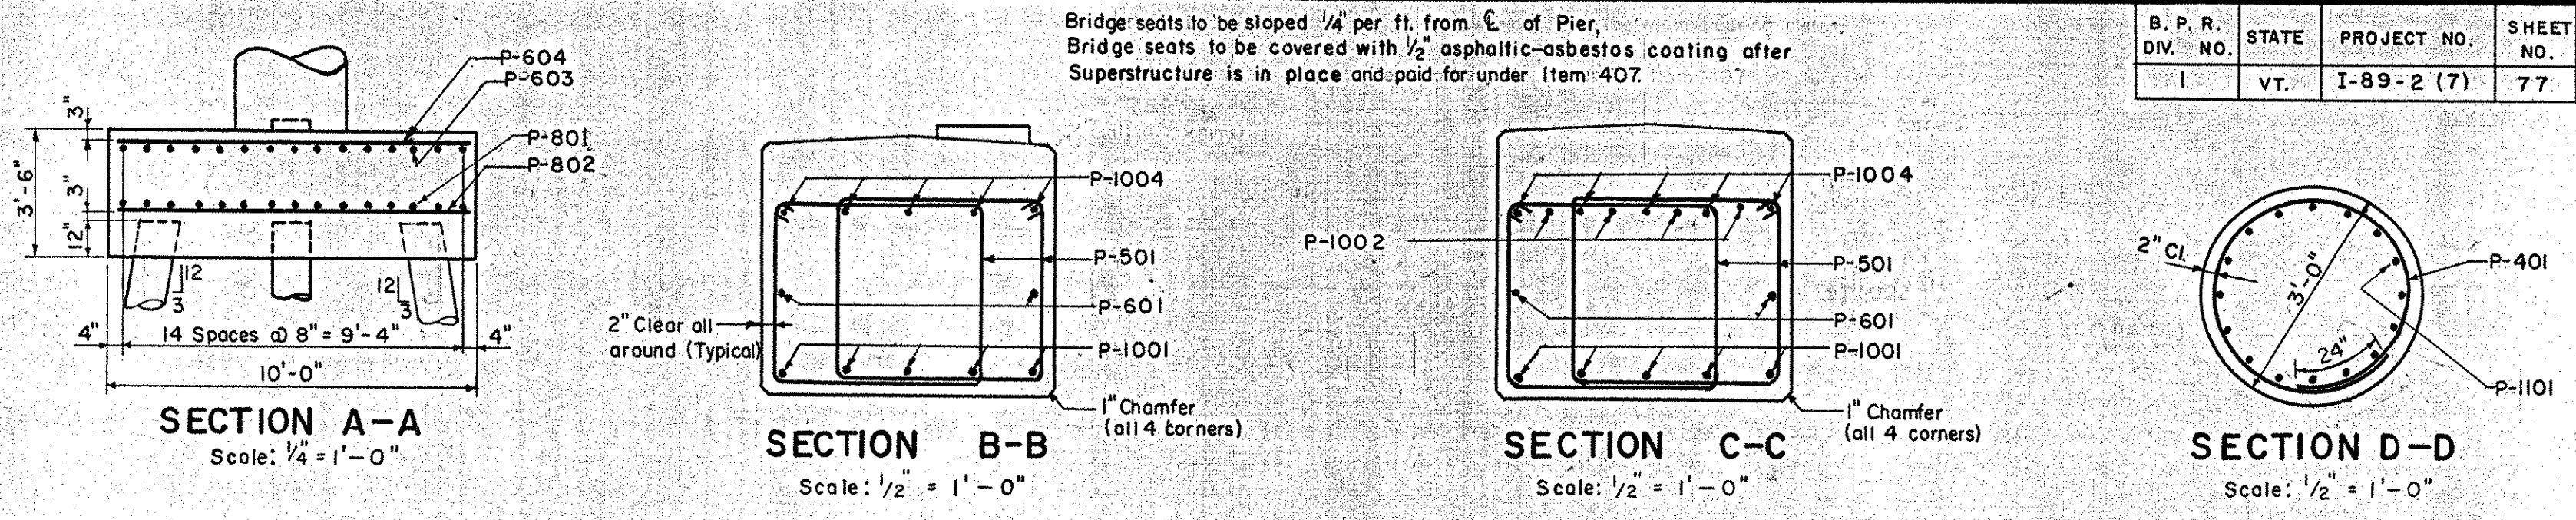 Bridge seats to be sloped 1/4" per ft. from ℄ of Pier,
Bridge seats to be covered with 1/2" asphaltic-asbestos coating after
Superstructure is in place and paid for under Item 407.
B. P. R. DIV. NO.
STATE
PROJECT NO.
SHEET NO.
1
VT.
I-89-2 (7)
77
P-604
P-603
P-801
P-802
3"
3'-6"
3"
12"
12
3
12
3
4"
14 Spaces @ 8" = 9'-4"
4"
10'-0"
SECTION A-A
Scale: 1/4" = 1'-0"
P-1004
P-501
P-601
P-1001
2" Clear all
around (Typical)
1" Chamfer
(all 4 corners)
SECTION B-B
Scale: 1/2" = 1'-0"
P-1004
P-1002
P-501
P-601
P-1001
1" Chamfer
(all 4 corners)
SECTION C-C
Scale: 1/2" = 1'-0"
2" Cl.
3'-0"
24"
P-401
P-1101
SECTION D-D
Scale: 1/2" = 1'-0"